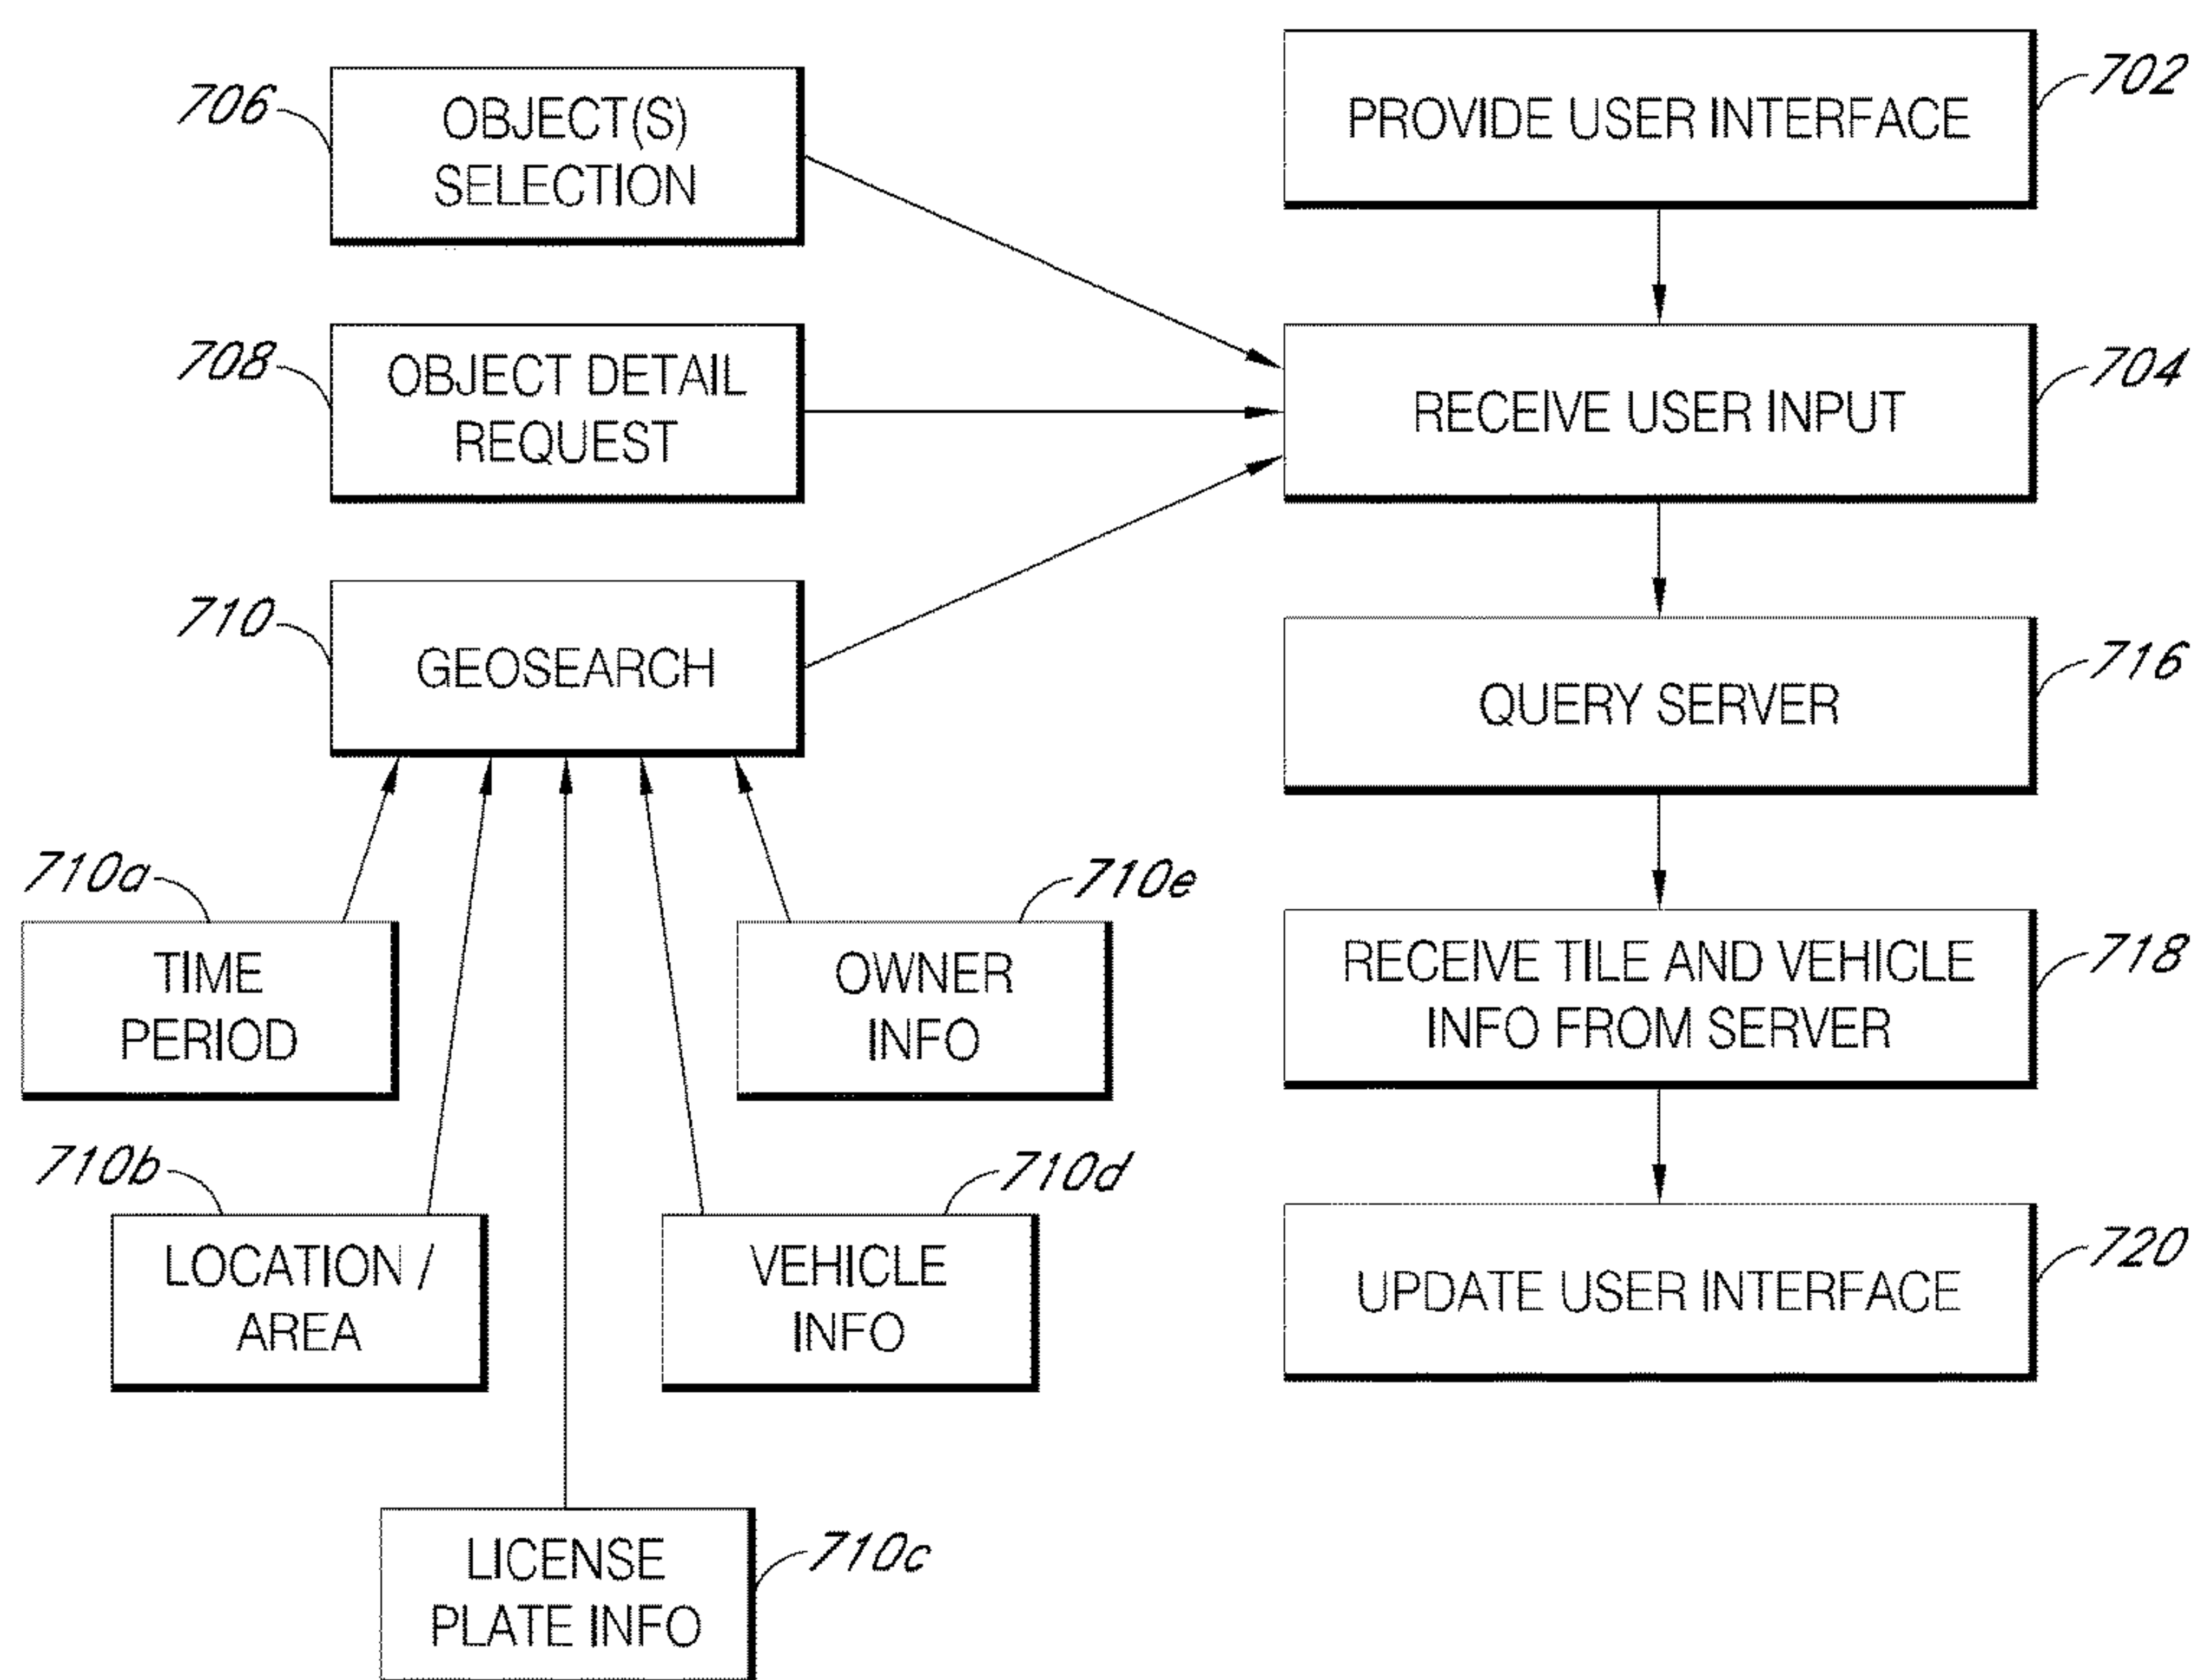 702
PROVIDE USER INTERFACE
706
OBJECT(S)
SELECTION
708
OBJECT DETAIL
REQUEST
704
RECEIVE USER INPUT
710
GEOSEARCH
716
QUERY SERVER
710a
TIME
PERIOD
710e
OWNER
INFO
718
RECEIVE TILE AND VEHICLE
INFO FROM SERVER
710b
LOCATION /
AREA
710d
VEHICLE
INFO
720
UPDATE USER INTERFACE
710c
LICENSE
PLATE INFO